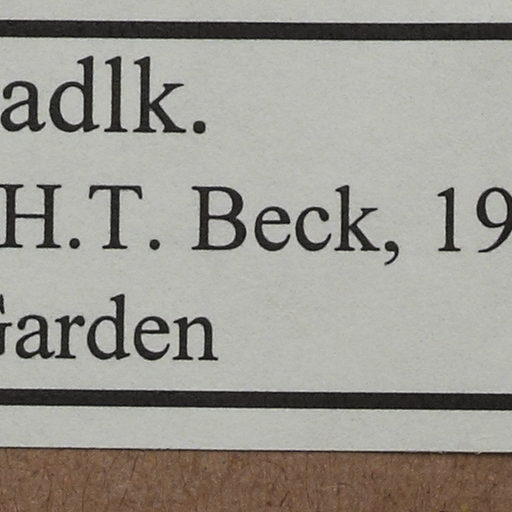 adlk.
H.T. Beck, 19
Garden